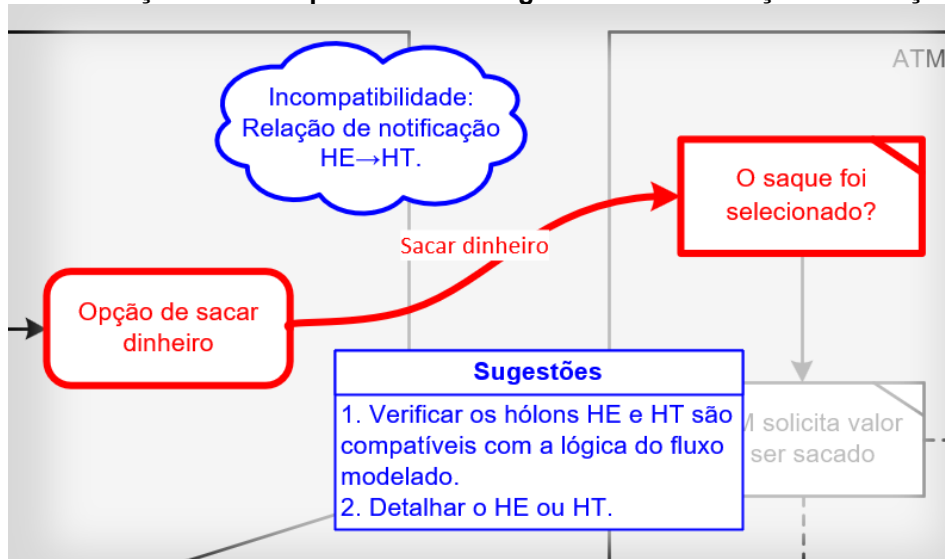 ATM
Incompatibilidade:
Relação de notificação
HE→HT.
O saque foi
selecionado?
Sacar dinheiro
Opção de sacar
dinheiro
Sugestões
1. Verificar os hólons HE e HT são
compatíveis com a lógica do fluxo
modelado.
2. Detalhar o HE ou HT.
solicita valor
ser sacado